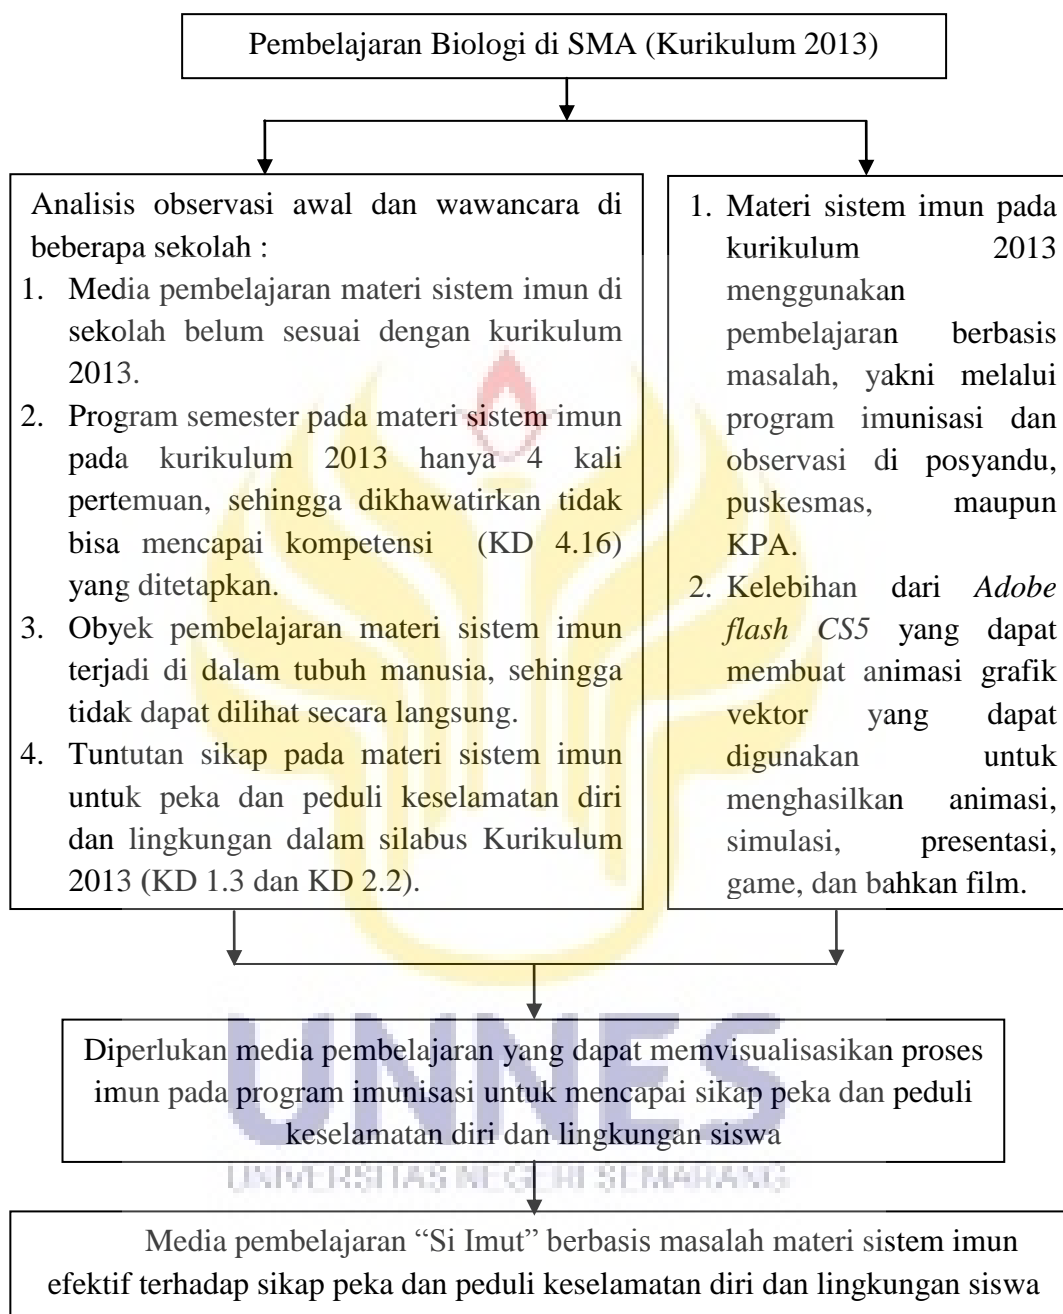 Pembelajaran Biologi di SMA (Kurikulum 2013)
Analisis observasi awal dan wawancara di
beberapa sekolah :
1. Media pembelajaran materi sistem imun di
sekolah belum sesuai dengan kurikulum
2013.
2. Program semester pada materi sistem imun
pada kurikulum 2013 hanya 4 kali
pertemuan, sehingga dikhawatirkan tidak
bisa mencapai kompetensi (KD 4.16)
yang ditetapkan.
3. Obyek pembelajaran materi sistem imun
terjadi di dalam tubuh manusia, sehingga
tidak dapat dilihat secara langsung.
4. Tuntutan sikap pada materi sistem imun
untuk peka dan peduli keselamatan diri
dan lingkungan dalam silabus Kurikulum
2013 (KD 1.3 dan KD 2.2).
1. Materi sistem imun pada
kurikulum 2013
menggunakan
pembelajaran berbasis
masalah, yakni melalui
program imunisasi dan
observasi di posyandu,
puskesmas, maupun
KPA.
2. Kelebihan dari Adobe
flash CS5 yang dapat
membuat animasi grafik
vektor yang dapat
digunakan untuk
menghasilkan animasi,
simulasi, presentasi,
game, dan bahkan film.
Diperlukan media pembelajaran yang dapat memvisualisasikan proses
imun pada program imunisasi untuk mencapai sikap peka dan peduli
keselamatan diri dan lingkungan siswa
UNNES
UNIVERSITAS NEGERI SEMARANG
Media pembelajaran “Si Imut” berbasis masalah materi sistem imun
efektif terhadap sikap peka dan peduli keselamatan diri dan lingkungan siswa